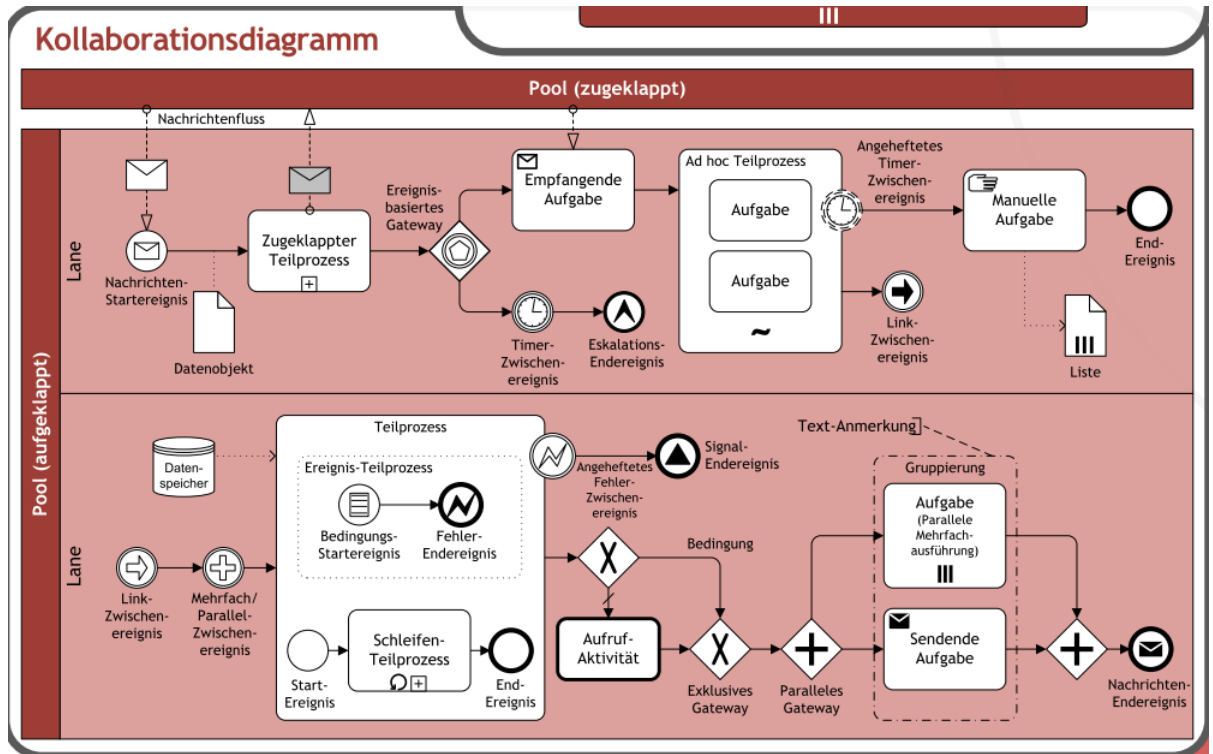 Kollaborationsdiagramm
Pool (zugeklappt)
Nachrichtenfluss
Pool (aufgeklappt)
Lane
Nachrichten-
Startereignis
Datenobjekt
Zugeklappter
Teilprozess
Ereignis-
basiertes
Gateway
Empfangende
Aufgabe
Timer-
Zwischen-
ereignis
Eskalations-
Endereignis
Ad hoc Teilprozess
Aufgabe
Aufgabe
~
Angeheftetes
Timer-
Zwischen-
ereignis
Link-
Zwischen-
ereignis
Manuelle
Aufgabe
End-
Ereignis
Liste
Lane
Daten-
speicher
Link-
Zwischen-
ereignis
Mehrfach/
Parallel-
Zwischen-
ereignis
Teilprozess
Ereignis-Teilprozess
Bedingungs-
Startereignis
Fehler-
Endereignis
Start-
Ereignis
Schleifen-
Teilprozess
End-
Ereignis
Angeheftetes
Fehler-
Zwischen-
ereignis
Signal-
Endereignis
Bedingung
Aufruf-
Aktivität
Exklusives
Gateway
Paralleles
Gateway
Text-Anmerkung
Gruppierung
Aufgabe
(Parallele
Mehrfach-
ausführung)
Sendende
Aufgabe
Nachrichten-
Endereignis